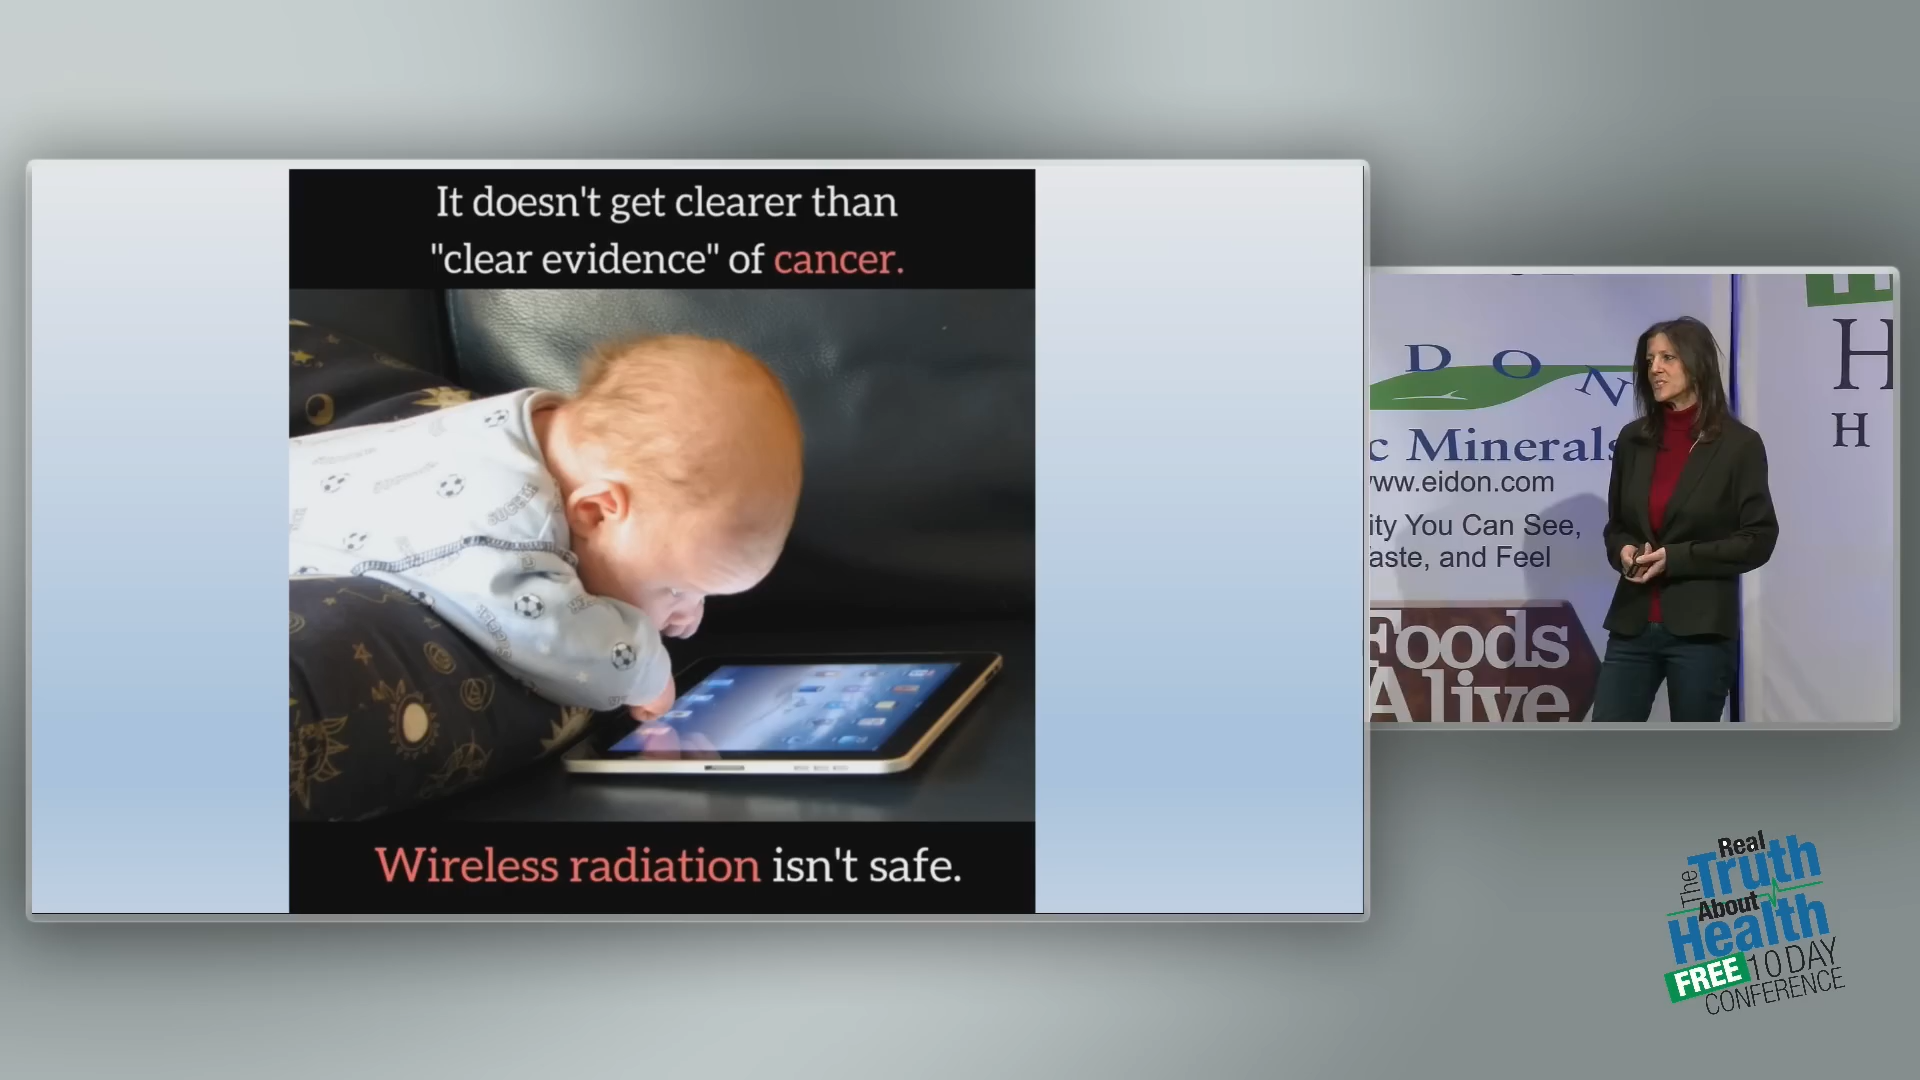 It doesn't get clearer than
"clear evidence" of cancer.
Wireless radiation isn't safe.
D O N
c Minerals
www.eidon.com
ity You Can See,
aste, and Feel
Foods
Alive
H
H
The Real
Truth
About
Health
FREE 10 DAY
CONFERENCE